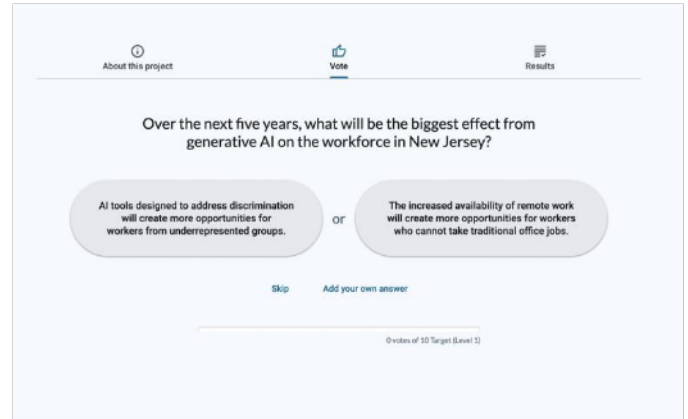 About this project
Vote
Results
Over the next five years, what will be the biggest effect from
generative AI on the workforce in New Jersey?
AI tools designed to address discrimination
will create more opportunities for
workers from underrepresented groups.
or
The increased availability of remote work
will create more opportunities for workers
who cannot take traditional office jobs.
Skip
Add your own answer
0 votes of 10 Target (Level 1)